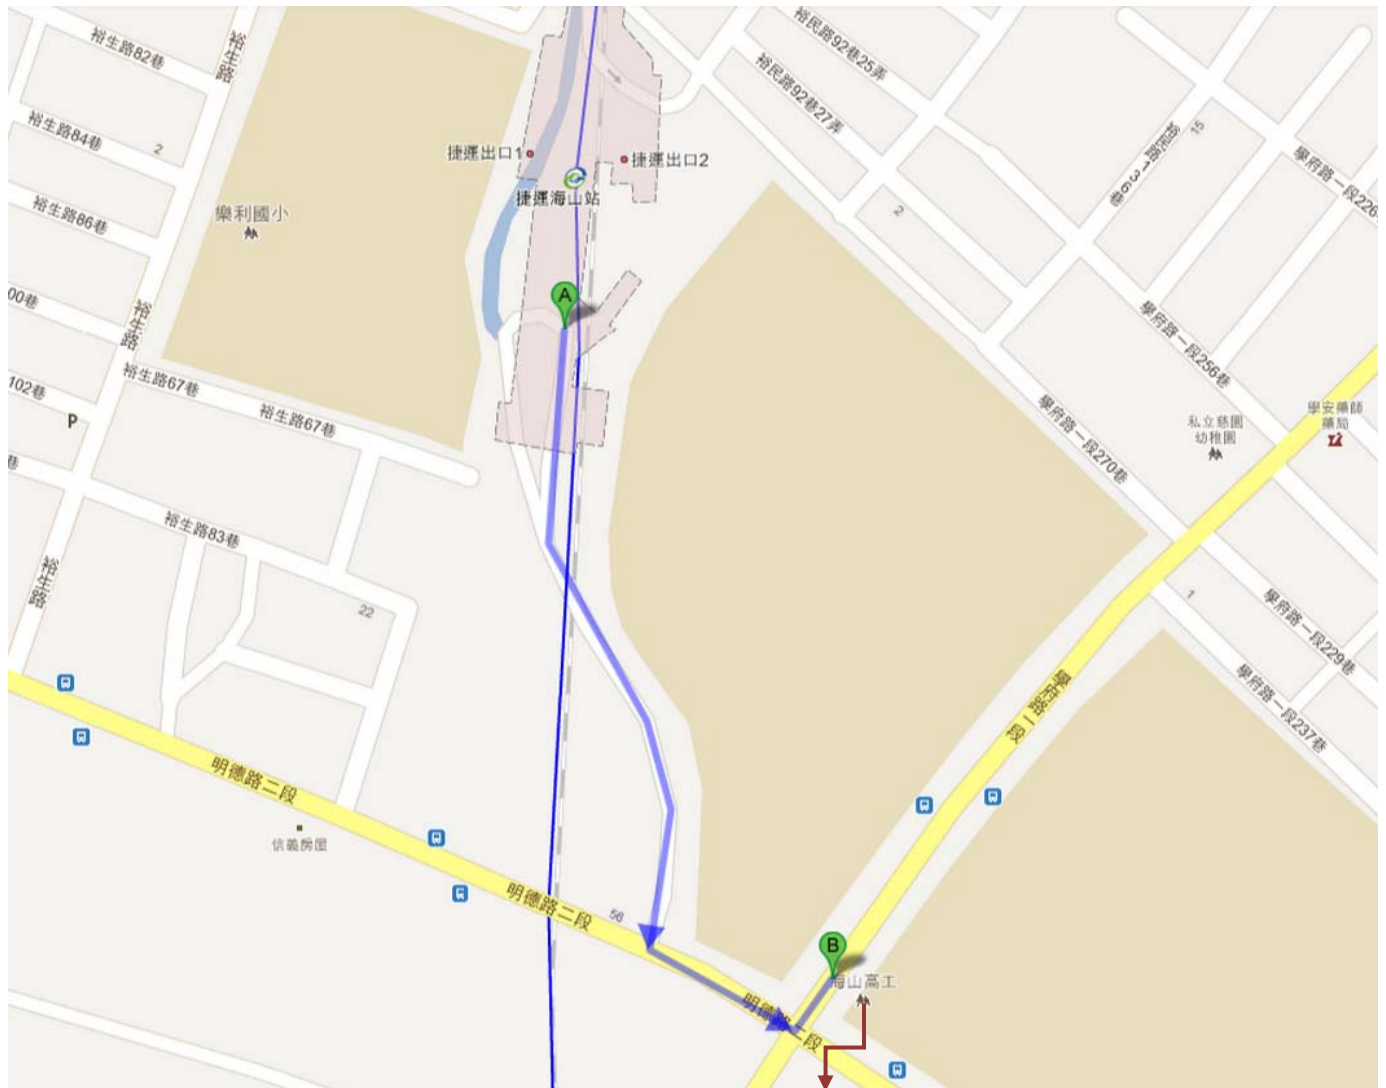 裕生路82巷
裕生路
裕民路92巷25弄
裕民路92巷27弄
裕生路84巷
2
捷運出口1
捷運出口2
捷運海山站
裕民路136巷
15
學府路一段226
裕生路86巷
樂利國小
2
A
00巷
裕生路
學府路一段256巷
102巷
裕生路67巷
裕生路67巷
P
學府路一段270巷
私立慈園
幼稚園
學安藥師
藥局
巷
裕生路83巷
裕生路
22
1
學府路一段229巷
學府路一段237巷
學府路一段
明德路二段
信義房屋
明德路二段
56
B
海山高工
明德路二段